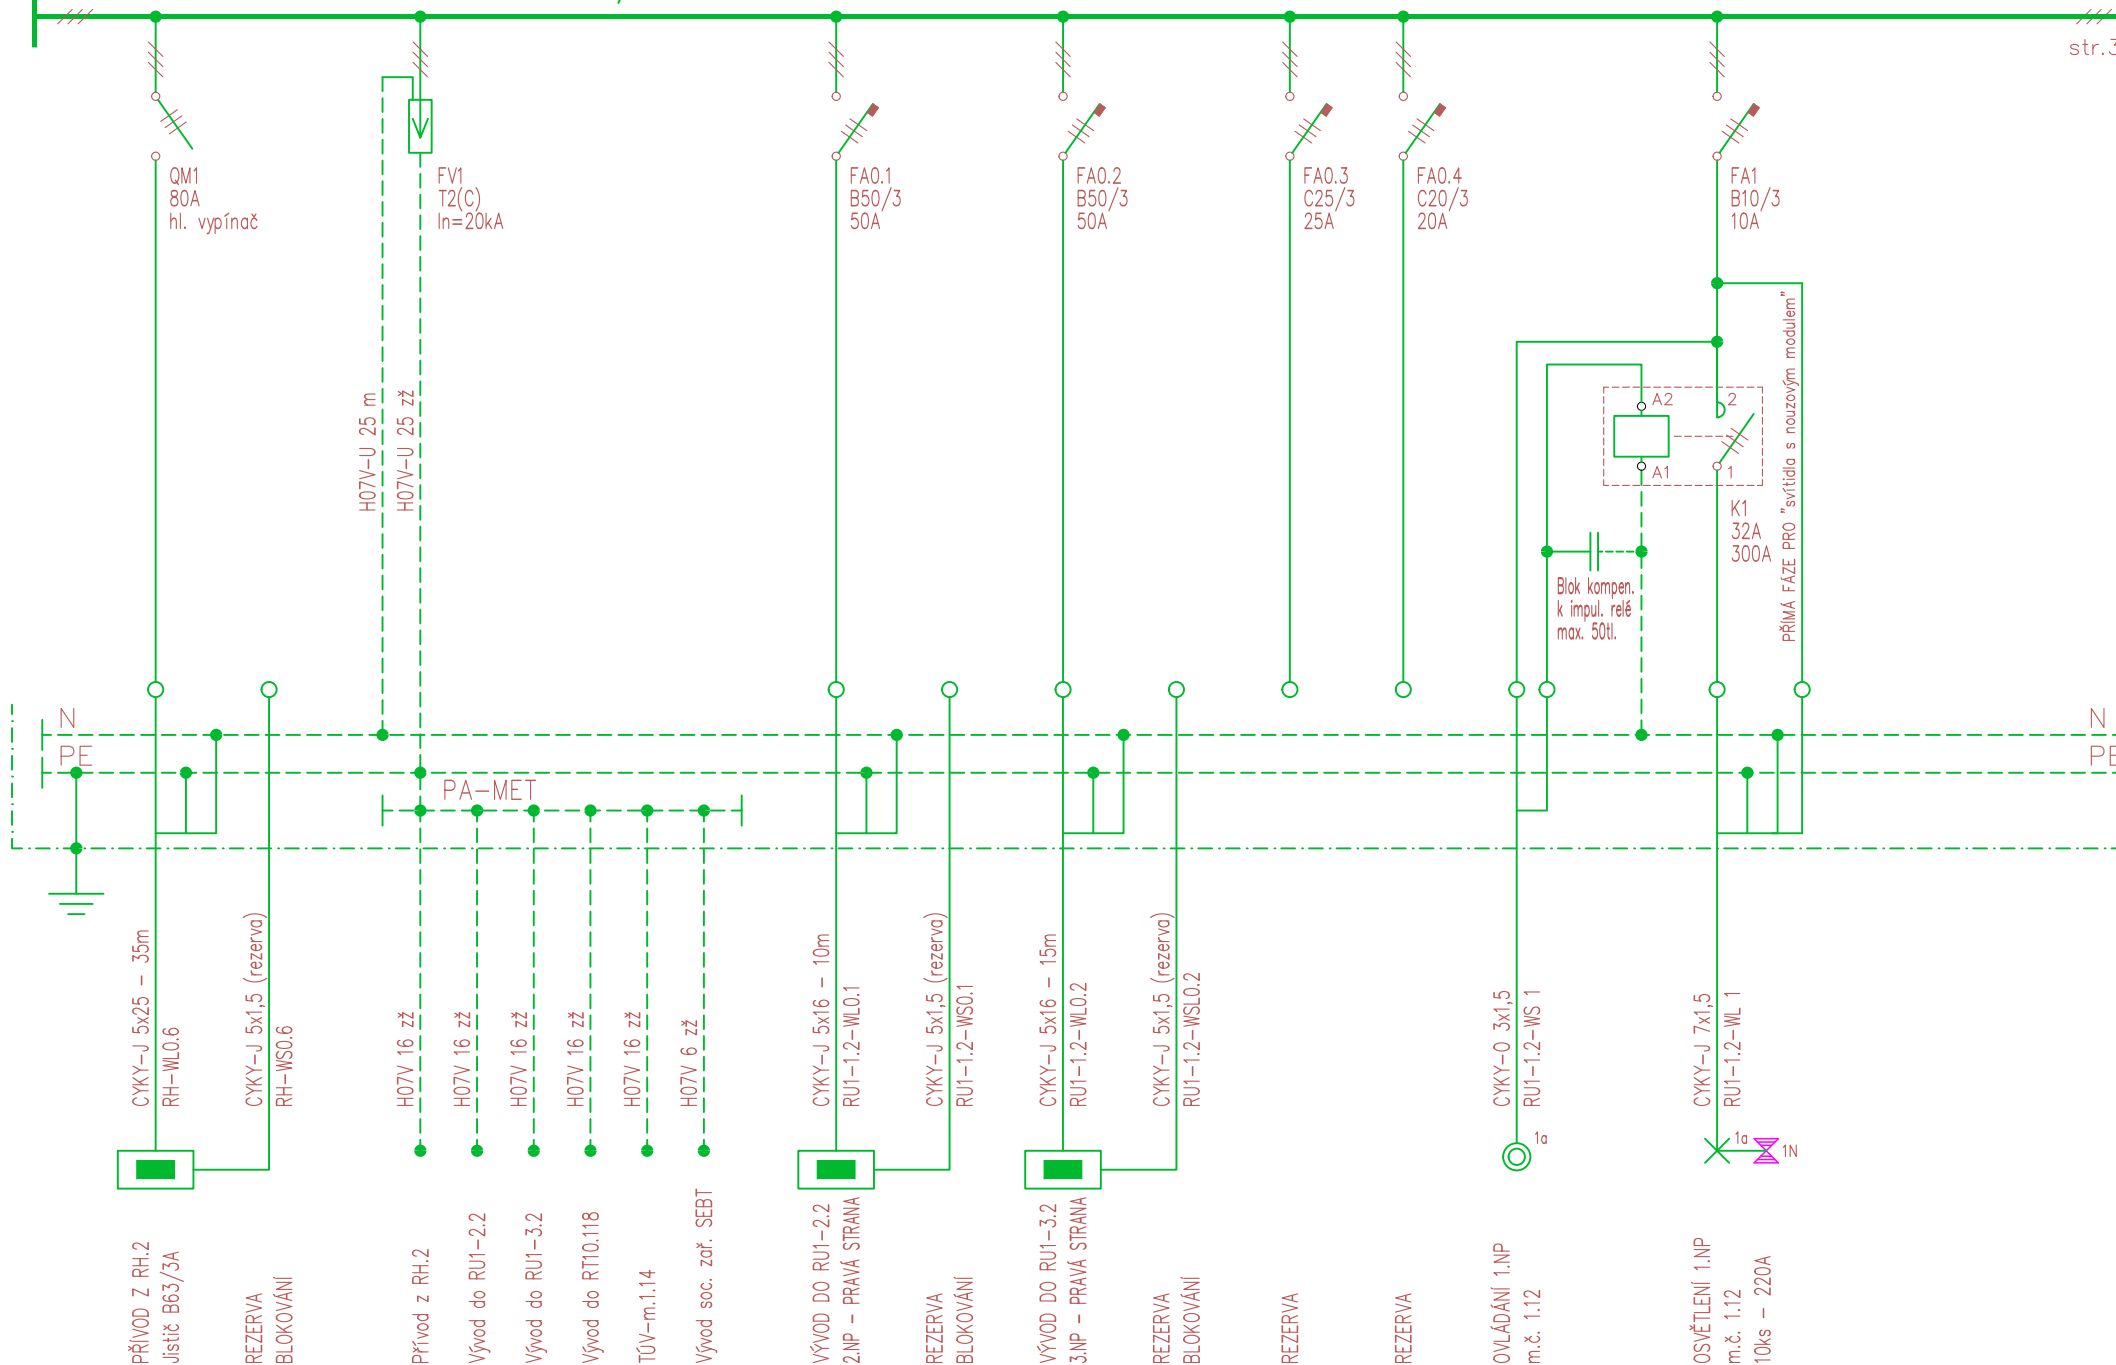 str.3
QM1
80A
hl. vypínač
FV1
T2(C)
In=20kA
FA0.1
B50/3
50A
FA0.2
B50/3
50A
FA0.3
C25/3
25A
FA0.4
C20/3
20A
FA1
B10/3
10A
H07V-U 25 m
H07V-U 25 zž
A2
2
A1
1
K1
32A
300A
PŘÍMÁ FÁZE PRO "svítidla s nouzovým modulem"
Blok kompen.
k impul. relé
max. 50tl.
N
PE
N
PE
PA-MET
CYKY-J 5x25 - 35m
RH-WL0.6
CYKY-J 5x1,5 (rezerva)
RH-WS0.6
H07V 16 zž
H07V 16 zž
H07V 16 zž
H07V 16 zž
H07V 16 zž
H07V 6 zž
CYKY-J 5x16 - 10m
RU1-1.2-WL0.1
CYKY-J 5x1,5 (rezerva)
RU1-1.2-WS0.1
CYKY-J 5x16 - 15m
RU1-1.2-WL0.2
CYKY-J 5x1,5 (rezerva)
RU1-1.2-WSL0.2
CYKY-O 3x1,5
RU1-1.2-WS 1
CYKY-J 7x1,5
RU1-1.2-WL 1
1a
1a
1N
PŘÍVOD Z RH.2
Jistič B63/3A
REZERVA
BLOKOVÁNÍ
Přívod z RH.2
Vývod do RU1-2.2
Vývod do RU1-3.2
Vývod do RT10.118
TÚV-m.1.14
Vývod soc. zař. SEBT
VÝVOD DO RU1-2.2
2.NP - PRAVÁ STRANA
REZERVA
BLOKOVÁNÍ
VÝVOD DO RU1-3.2
3.NP - PRAVÁ STRANA
REZERVA
BLOKOVÁNÍ
REZERVA
REZERVA
OVLÁDÁNÍ 1.NP
m.č. 1.12
OSVĚTLENÍ 1.NP
m.č. 1.12
10ks - 220A